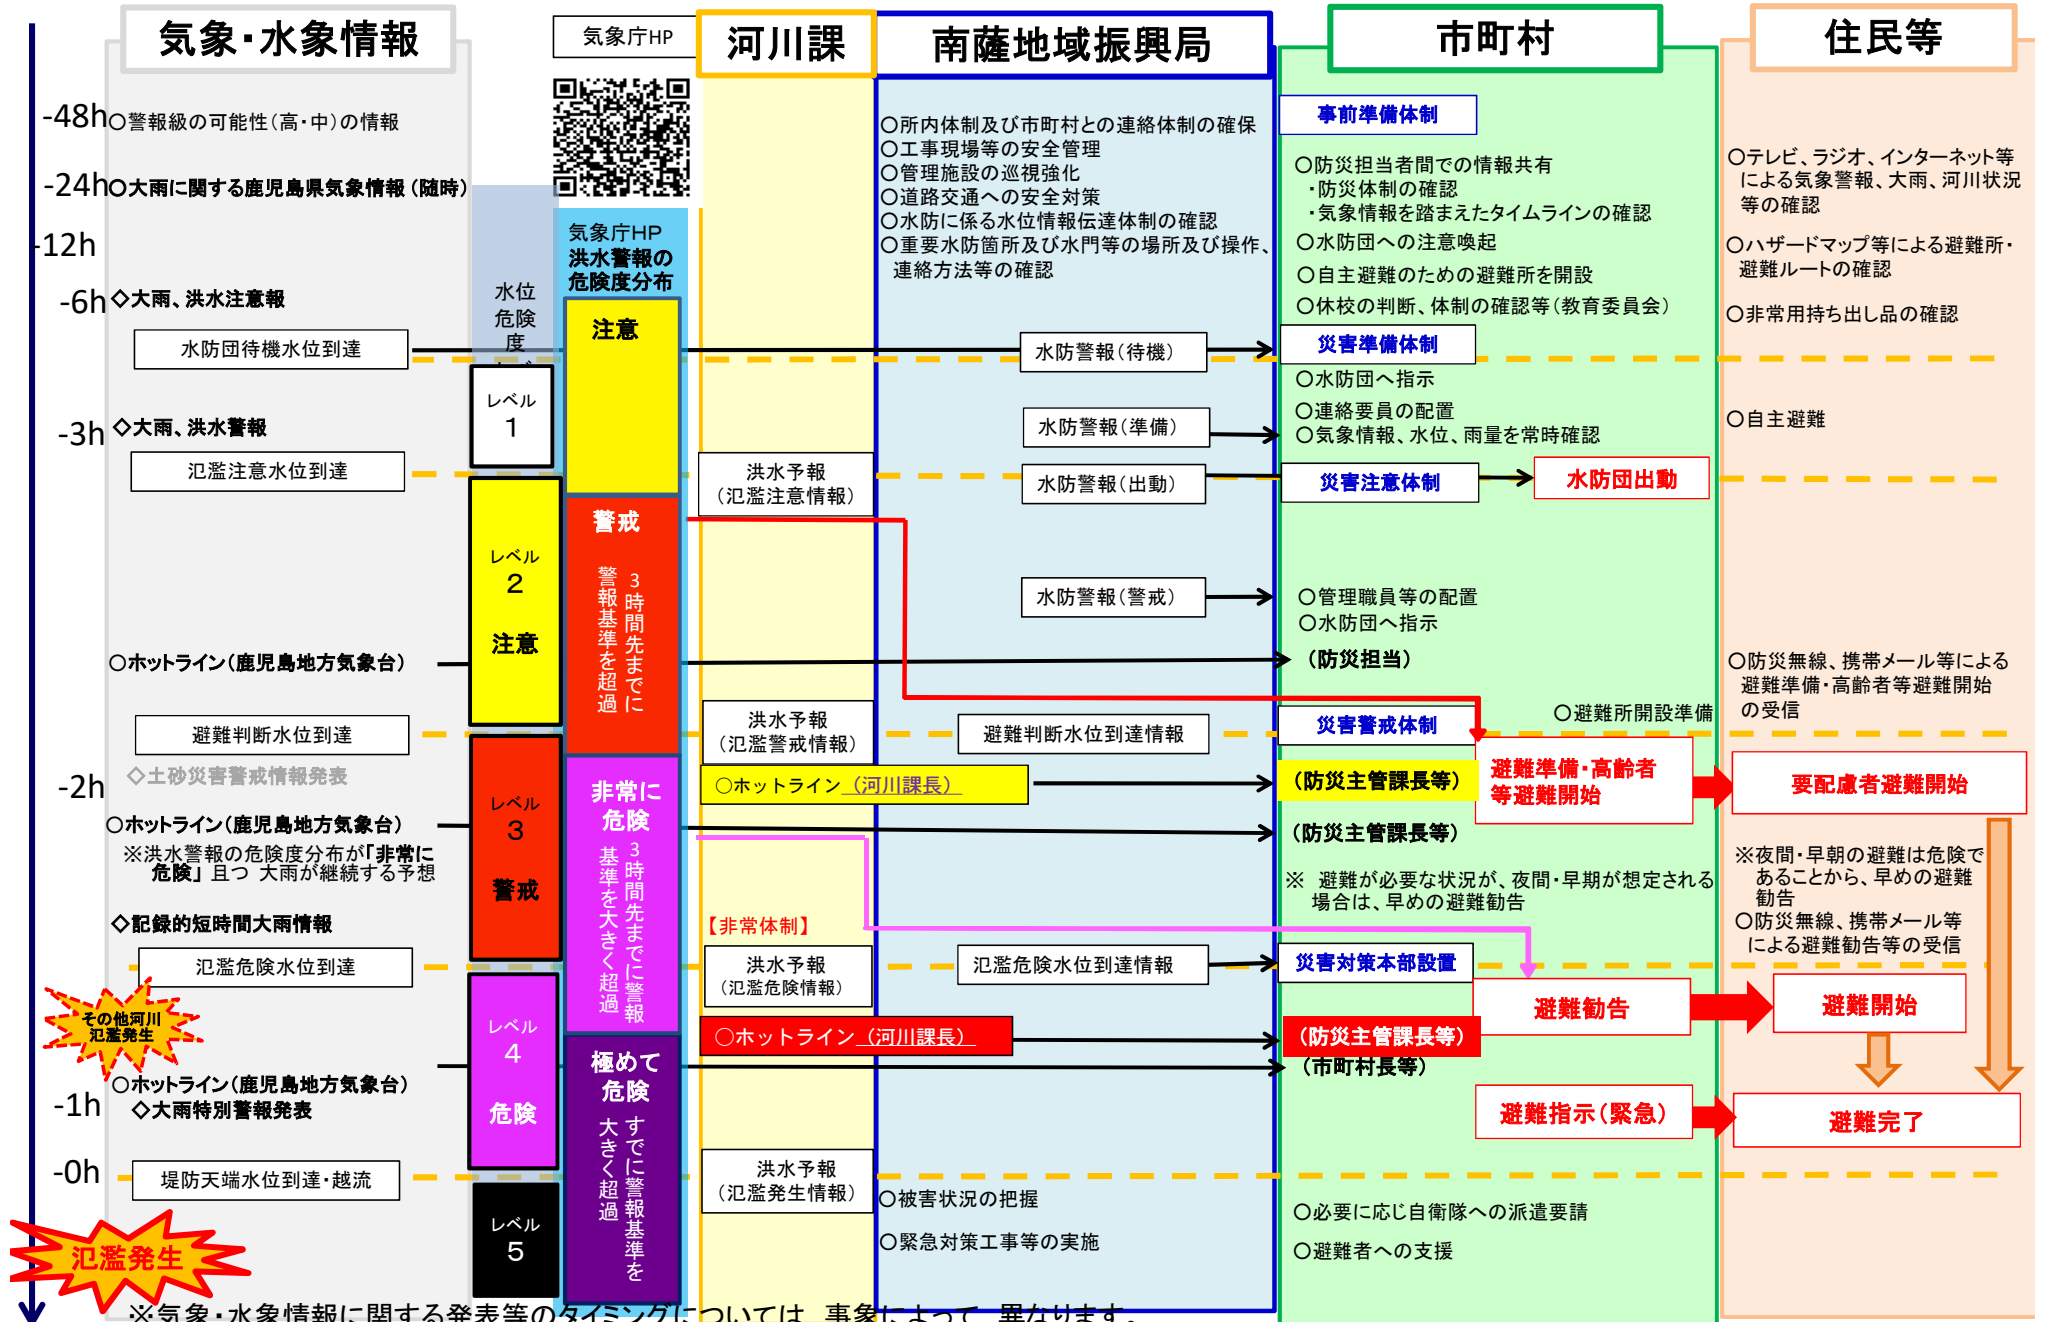 気象・水象情報
気象庁HP
河川課
南薩地域振興局
市町村
住民等
-48h
○警報級の可能性(高・中)の情報
-24h
○大雨に関する鹿児島県気象情報(随時)
-12h
-6h
◇大雨、洪水注意報
水防団待機水位到達
-3h
◇大雨、洪水警報
氾濫注意水位到達
○ホットライン(鹿児島地方気象台)
避難判断水位到達
◇土砂災害警戒情報発表
-2h
○ホットライン(鹿児島地方気象台)
※洪水警報の危険度分布が「非常に
危険」且つ 大雨が継続する予想
◇記録的短時間大雨情報
氾濫危険水位到達
その他河川
氾濫発生
○ホットライン(鹿児島地方気象台)
◇大雨特別警報発表
-1h
-0h
堤防天端水位到達・越流
氾濫発生
水位
危険
度
レベル
1
レベル
2
注意
レベル
3
警戒
レベル
4
危険
レベル
5
気象庁HP
洪水警報の
危険度分布
注意
警戒
3時間先までに
警報基準を超過
非常に
危険
3時間先までに警報
基準を大きく超過
極めて
危険
すでに警報基準を
大きく超過
洪水予報
(氾濫注意情報)
洪水予報
(氾濫警戒情報)
○ホットライン(河川課長)
【非常体制】
洪水予報
(氾濫危険情報)
○ホットライン(河川課長)
洪水予報
(氾濫発生情報)
○所内体制及び市町村との連絡体制の確保
○工事現場等の安全管理
○管理施設の巡視強化
○道路交通への安全対策
○水防に係る水位情報伝達体制の確認
○重要水防箇所及び水門等の場所及び操作、
連絡方法等の確認
水防警報(待機)
水防警報(準備)
水防警報(出動)
水防警報(警戒)
避難判断水位到達情報
氾濫危険水位到達情報
○被害状況の把握
○緊急対策工事等の実施
事前準備体制
○防災担当者間での情報共有
・防災体制の確認
・気象情報を踏まえたタイムラインの確認
○水防団への注意喚起
○自主避難のための避難所を開設
○休校の判断、体制の確認等(教育委員会)
災害準備体制
○水防団へ指示
○連絡要員の配置
○気象情報、水位、雨量を常時確認
災害注意体制
水防団出動
○管理職員等の配置
○水防団へ指示
(防災担当)
災害警戒体制
○避難所開設準備
(防災主管課長等)
避難準備・高齢者
等避難開始
(防災主管課長等)
※ 避難が必要な状況が、夜間・早期が想定される
場合は、早めの避難勧告
災害対策本部設置
避難勧告
(防災主管課長等)
(市町村長等)
避難指示(緊急)
○必要に応じ自衛隊への派遣要請
○避難者への支援
○テレビ、ラジオ、インターネット等
による気象警報、大雨、河川状況
等の確認
○ハザードマップ等による避難所・
避難ルートの確認
○非常用持ち出し品の確認
○自主避難
○防災無線、携帯メール等による
避難準備・高齢者等避難開始
の受信
要配慮者避難開始
※夜間・早朝の避難は危険で
あることから、早めの避難
勧告
○防災無線、携帯メール等
による避難勧告等の受信
避難開始
避難完了
※気象・水象情報に関する発表等のタイミングについては、事象によって、異なります。